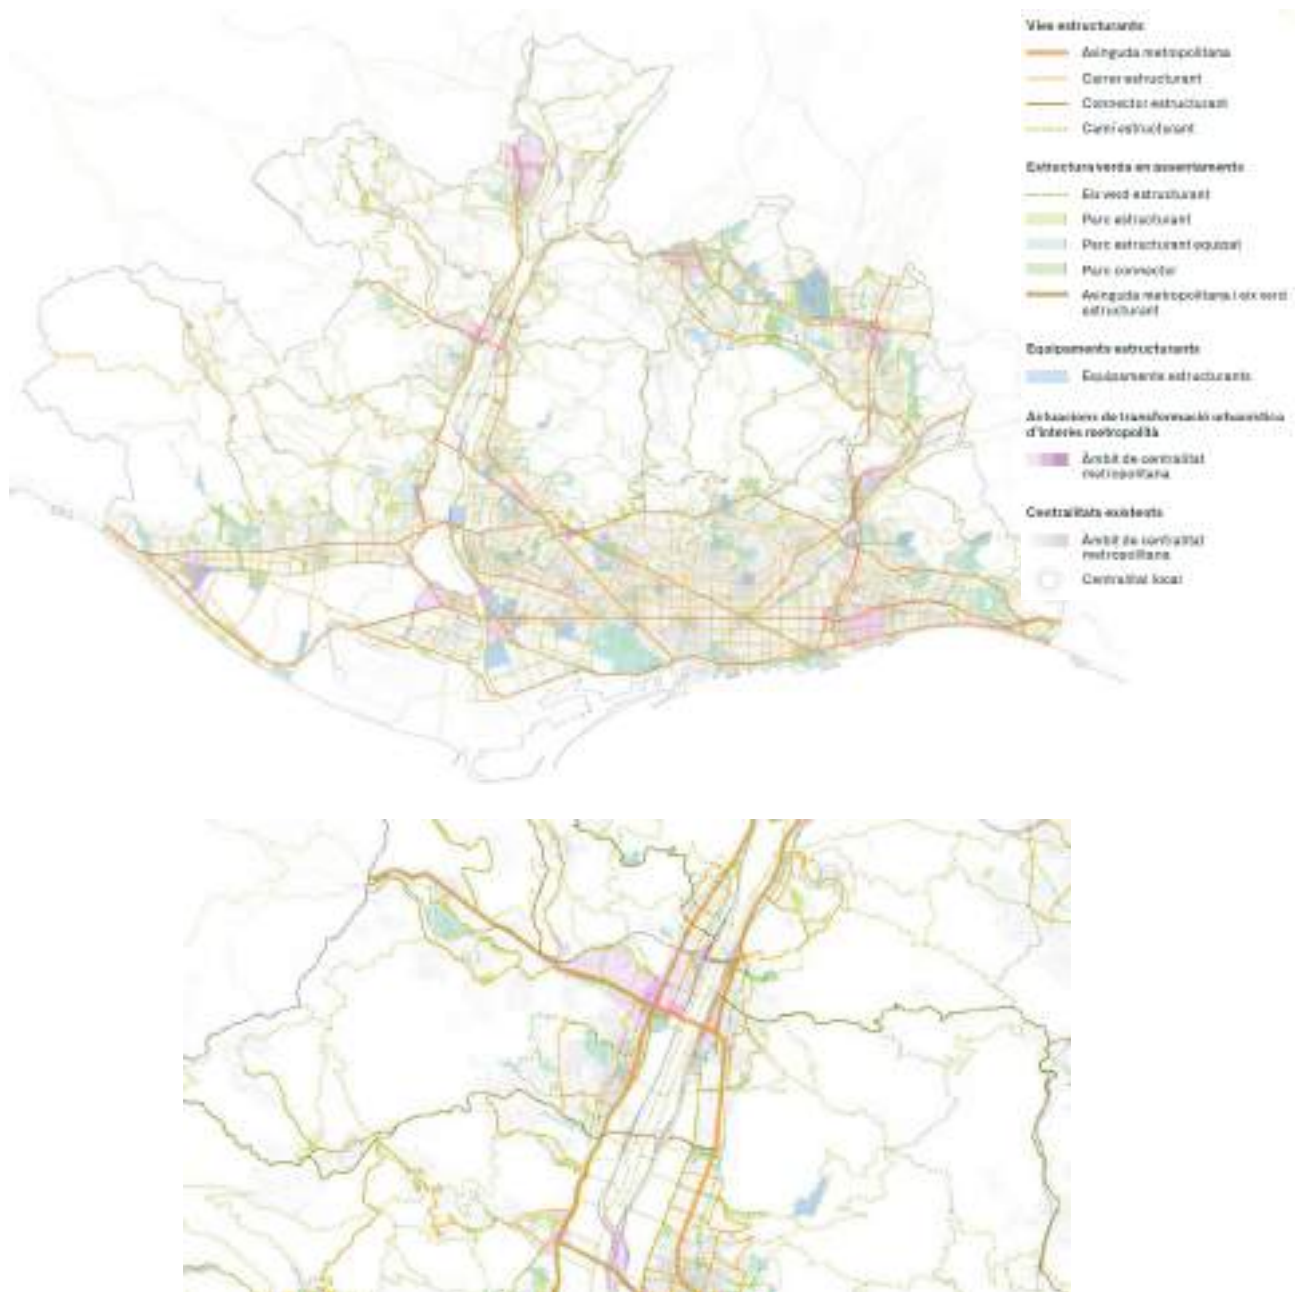 Vies estructurants
Avinguda metropolitana
Carrer estructurant
Connector estructurant
Camí estructurant
Estructura verda en assentaments
Eix verd estructurant
Parc estructurant
Parc estructurant equipat
Parc connector
Avinguda metropolitana i eix verd
estructurant
Equipaments estructurants
Equipaments estructurants
Actuacions de transformació urbanística
d'interès metropolità
Àmbit de centralitat
metropolitana
Centralitats existents
Àmbit de centralitat
metropolitana
Centralitat local